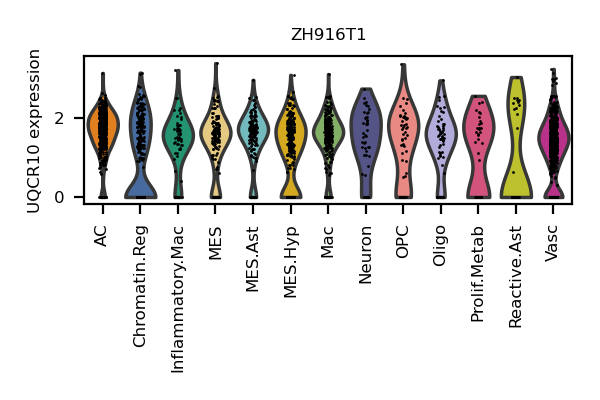 ZH916T1
UQCR10 expression
2
0
AC
Chromatin.Reg
Inflammatory.Mac
MES
MES.Ast
MES.Hyp
Mac
Neuron
OPC
Oligo
Prolif.Metab
Reactive.Ast
Vasc